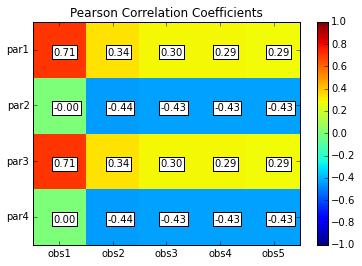 Pearson Correlation Coefficients
par1 0.71 0.34 0.30 0.29 0.29
par2 -0.00 -0.44 -0.43 -0.43 -0.43
par3 0.71 0.34 0.30 0.29 0.29
par4 0.00 -0.44 -0.43 -0.43 -0.43
obs1 obs2 obs3 obs4 obs5
1.0
0.8
0.6
0.4
0.2
0.0
−0.2
−0.4
−0.6
−0.8
−1.0